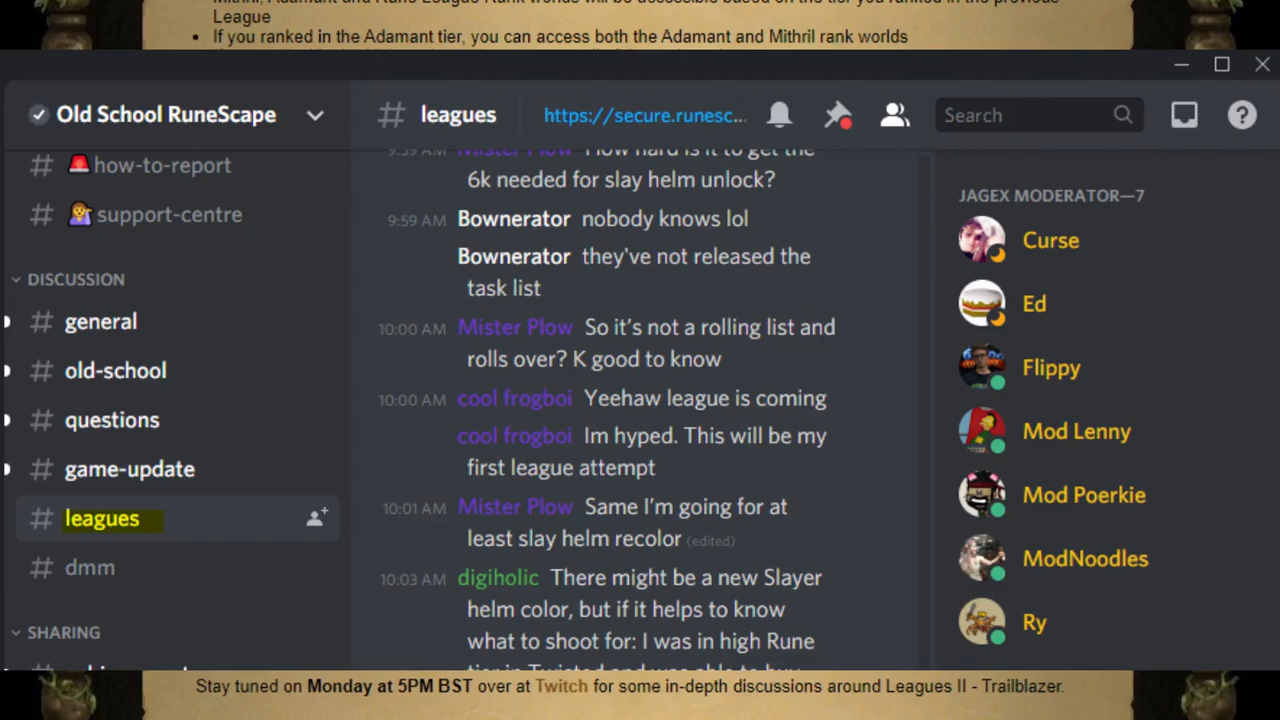 Mithril, Adamant and Rune League Rank worlds will be accessible based on the tier you ranked in the previous
League
• If you ranked in the Adamant tier, you can access both the Adamant and Mithril rank worlds
Old School RuneScape
# how-to-report
# support-centre
DISCUSSION
# general
# old-school
# questions
# game-update
# leagues
# dmm
SHARING
# leagues
https://secure.runesc...
Search
9:59 AM Mister Plow How hard is it to get the
6k needed for slay helm unlock?
9:59 AM Bownerator nobody knows lol
Bownerator they've not released the
task list
10:00 AM Mister Plow So it's not a rolling list and
rolls over? K good to know
10:00 AM cool frogboi Yeehaw league is coming
cool frogboi Im hyped. This will be my
first league attempt
10:01 AM Mister Plow Same I'm going for at
least slay helm recolor (edited)
10:03 AM digiholic There might be a new Slayer
helm color, but if it helps to know
what to shoot for: I was in high Rune
tier in Twisted and was able to buy
JAGEX MODERATOR—7
Curse
Ed
Flippy
Mod Lenny
Mod Poerkie
ModNoodles
Ry
Stay tuned on Monday at 5PM BST over at Twitch for some in-depth discussions around Leagues II - Trailblazer.